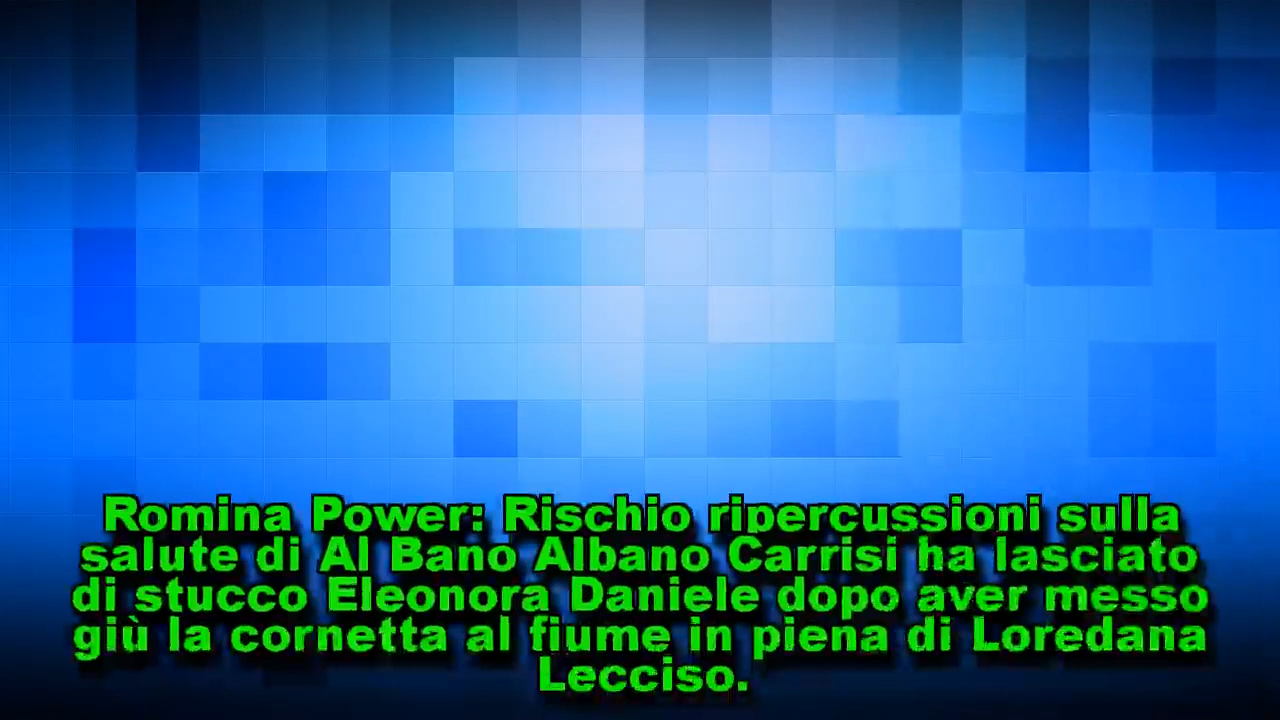 Romina Power: Rischio ripercussioni sulla
salute di Al Bano Albano Carrisi ha lasciato
di stucco Eleonora Daniele dopo aver messo
giù la cornetta al fiume in piena di Loredana
Lecciso.